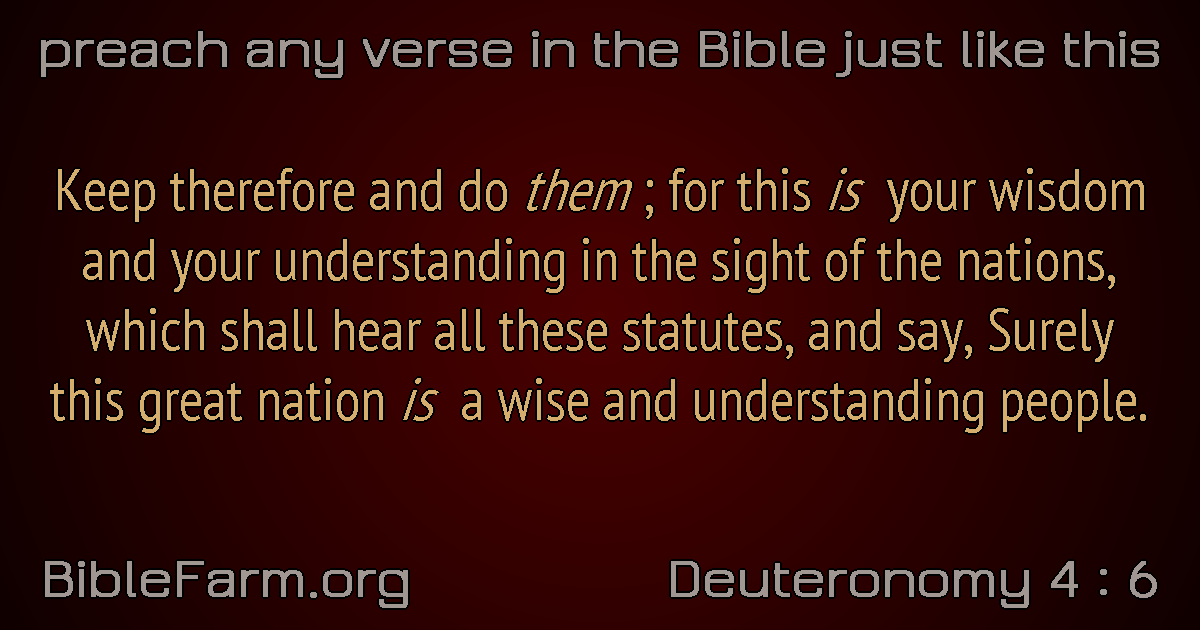 preach any verse in the Bible just like this
Keep therefore and do them ; for this is your wisdom
and your understanding in the sight of the nations,
which shall hear all these statutes, and say, Surely
this great nation is a wise and understanding people.
BibleFarm.org
Deuteronomy 4 : 6